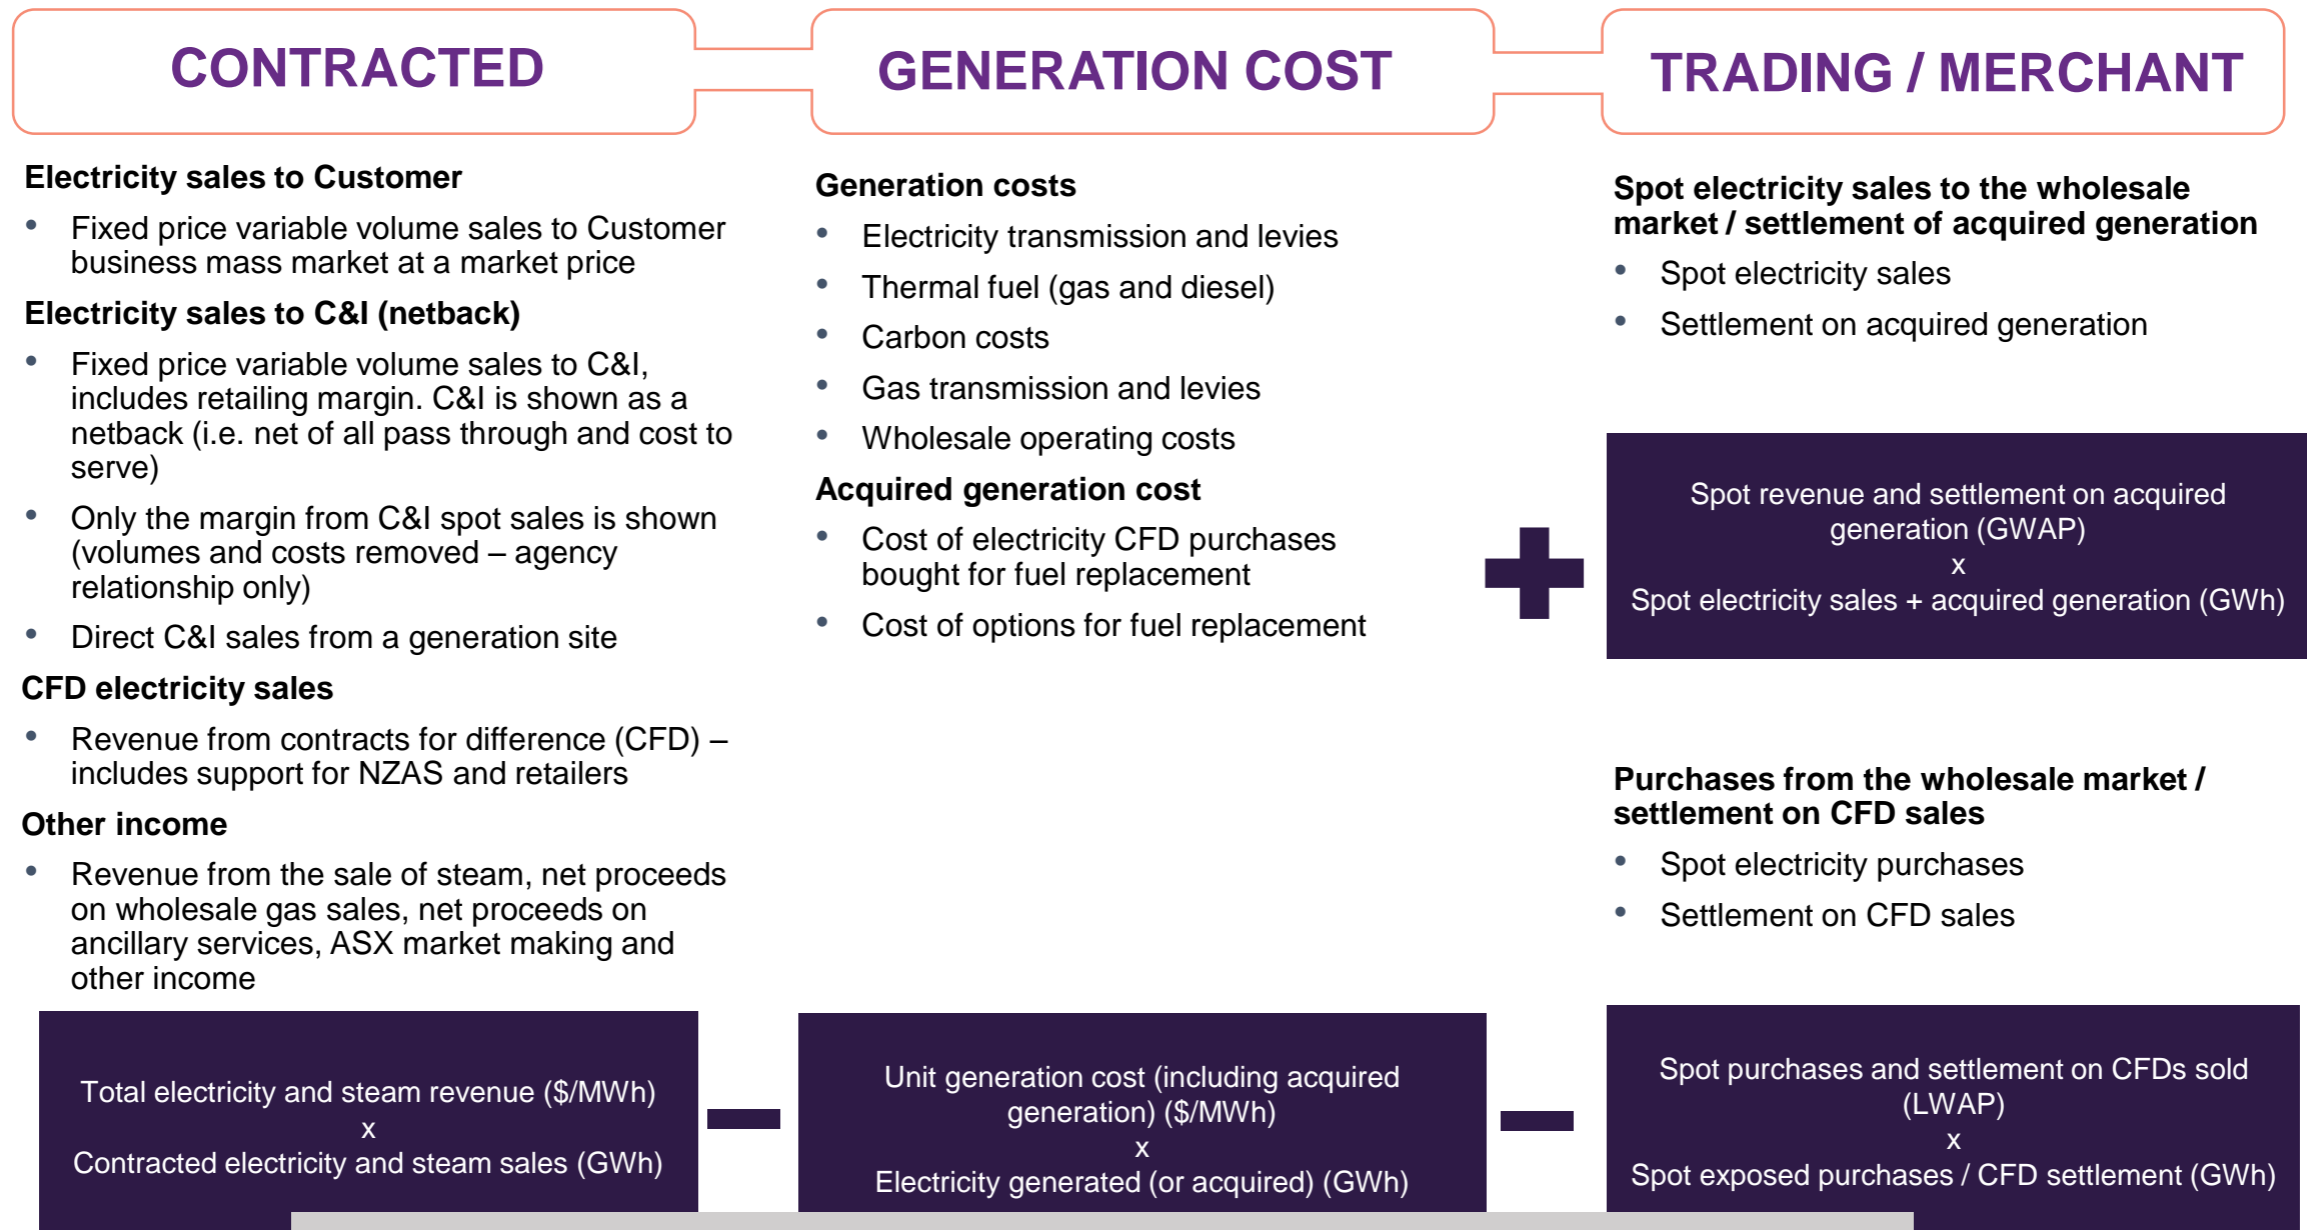 CONTRACTED
Electricity sales to Customer
• Fixed price variable volume sales to Customer
business mass market at a market price
Electricity sales to C&I (netback)
• Fixed price variable volume sales to C&I,
includes retailing margin. C&I is shown as a
netback (i.e. net of all pass through and cost to
serve)
• Only the margin from C&I spot sales is shown
(volumes and costs removed – agency
relationship only)
• Direct C&I sales from a generation site
CFD electricity sales
• Revenue from contracts for difference (CFD) –
includes support for NZAS and retailers
Other income
• Revenue from the sale of steam, net proceeds
on wholesale gas sales, net proceeds on
ancillary services, ASX market making and
other income
Total electricity and steam revenue ($/MWh)
x
Contracted electricity and steam sales (GWh)
GENERATION COST
Generation costs
• Electricity transmission and levies
• Thermal fuel (gas and diesel)
• Carbon costs
• Gas transmission and levies
• Wholesale operating costs
Acquired generation cost
• Cost of electricity CFD purchases
bought for fuel replacement
• Cost of options for fuel replacement
Unit generation cost (including acquired
generation) ($/MWh)
x
Electricity generated (or acquired) (GWh)
TRADING / MERCHANT
Spot electricity sales to the wholesale
market / settlement of acquired generation
• Spot electricity sales
• Settlement on acquired generation
Spot revenue and settlement on acquired
generation (GWAP)
x
Spot electricity sales + acquired generation (GWh)
Purchases from the wholesale market /
settlement on CFD sales
• Spot electricity purchases
• Settlement on CFD sales
Spot purchases and settlement on CFDs sold
(LWAP)
x
Spot exposed purchases / CFD settlement (GWh)